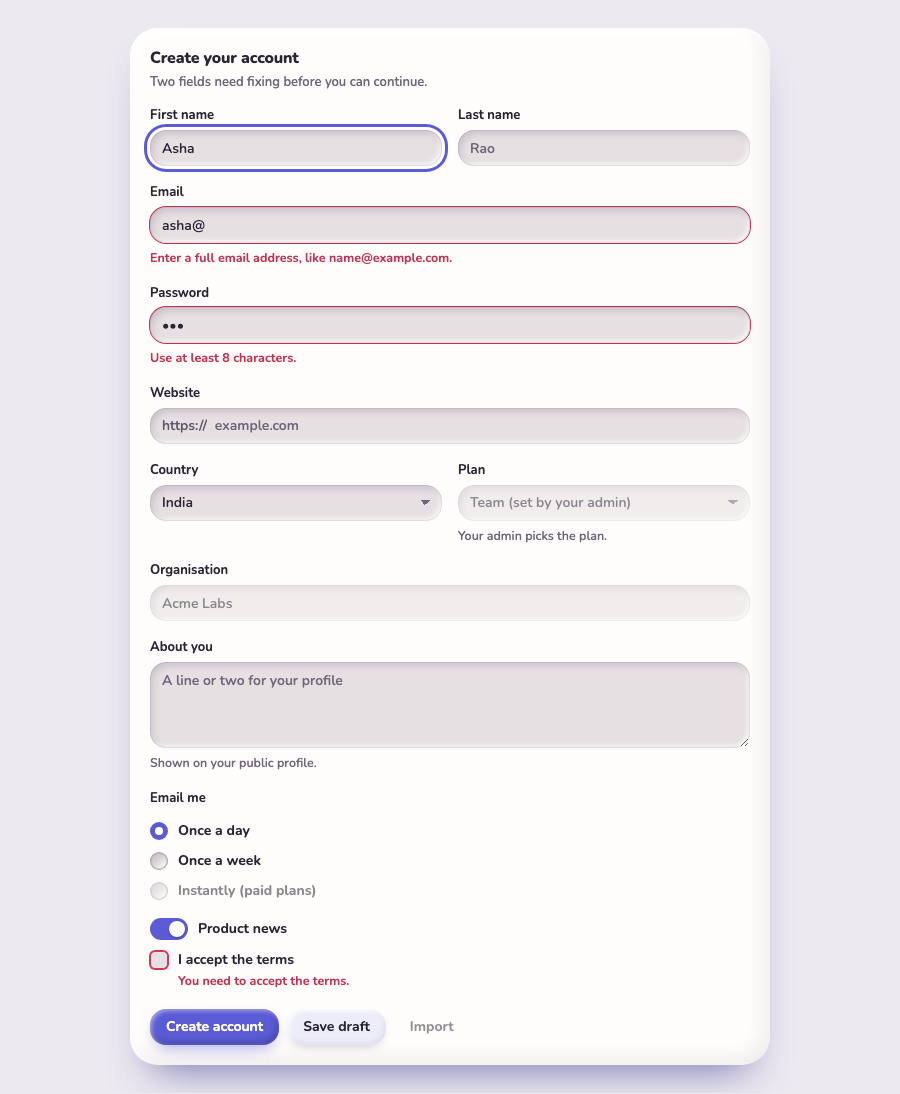 Create your account
Two fields need fixing before you can continue.
First name
Last name
Asha
Rao
Email
asha@
Enter a full email address, like name@example.com.
Password
•••
Use at least 8 characters.
Website
https:// example.com
Country
Plan
India
Team (set by your admin)
Your admin picks the plan.
Organisation
Acme Labs
About you
A line or two for your profile
Shown on your public profile.
Email me
Once a day
Once a week
Instantly (paid plans)
Product news
I accept the terms
You need to accept the terms.
Create account
Save draft
Import